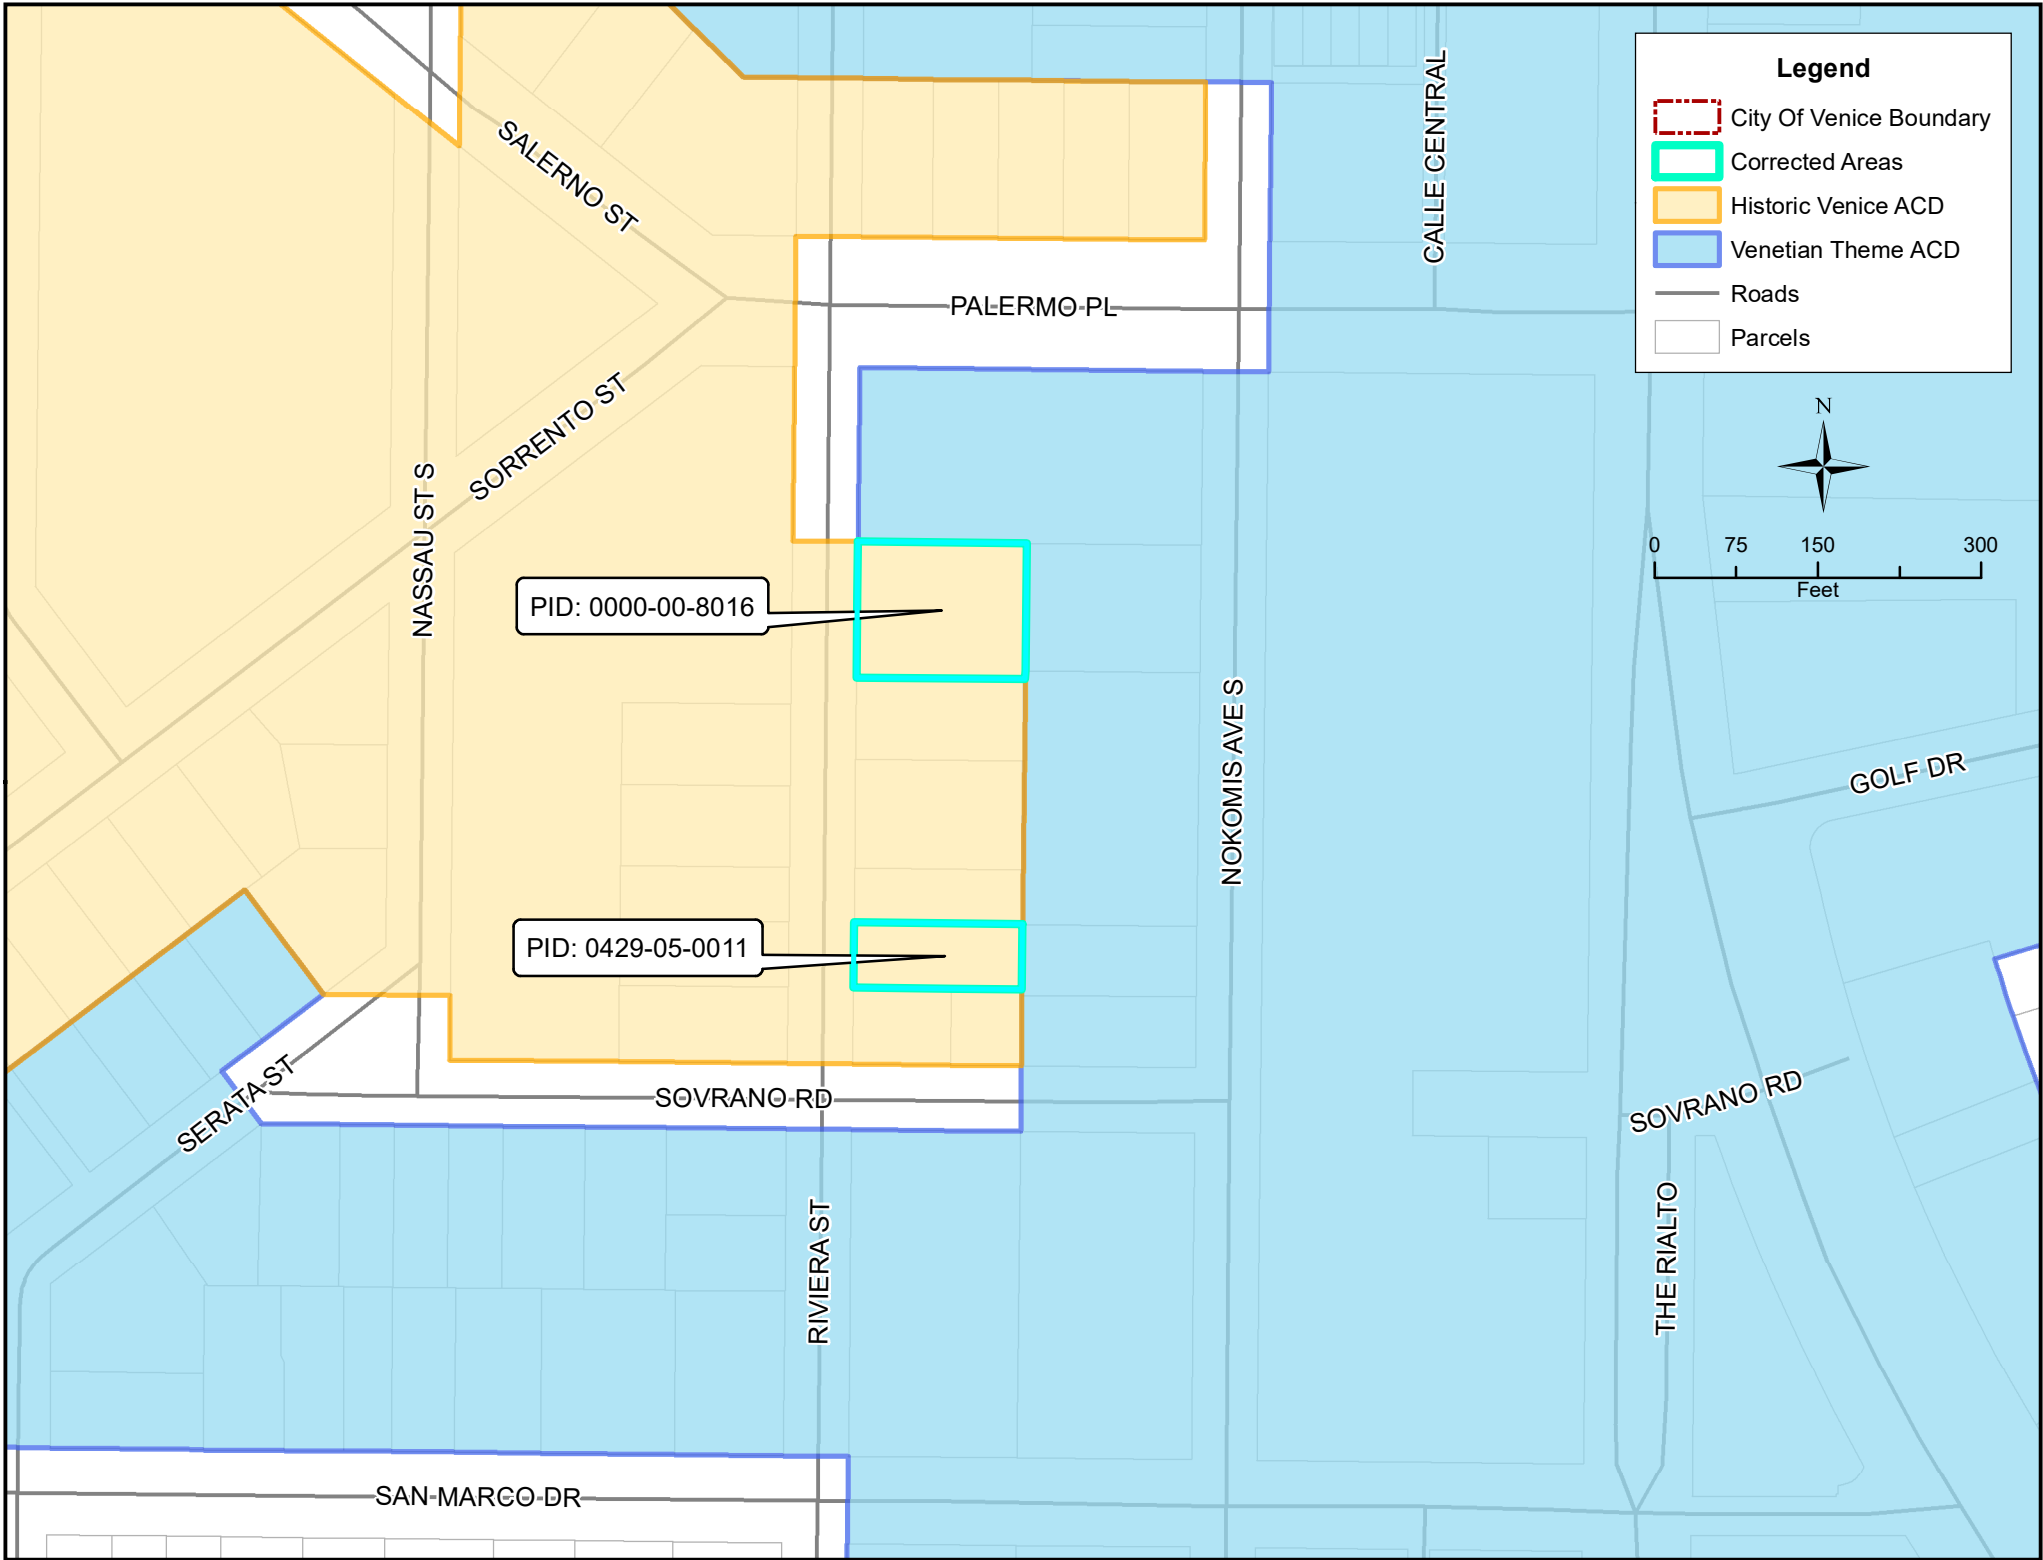 Legend
City Of Venice Boundary
Corrected Areas
Historic Venice ACD
Venetian Theme ACD
Roads
Parcels
CALLE CENTRAL
SALERNO ST
PALERMO PL
N
SORRENTO ST
NASSAU ST S
0 75 150 300
Feet
PID: 0000-00-8016
NOKOMIS AVE S
GOLF DR
PID: 0429-05-0011
SERATA ST
SOVRANO RD
SOVRANO RD
RIVIERA ST
THE RIALTO
SAN MARCO DR